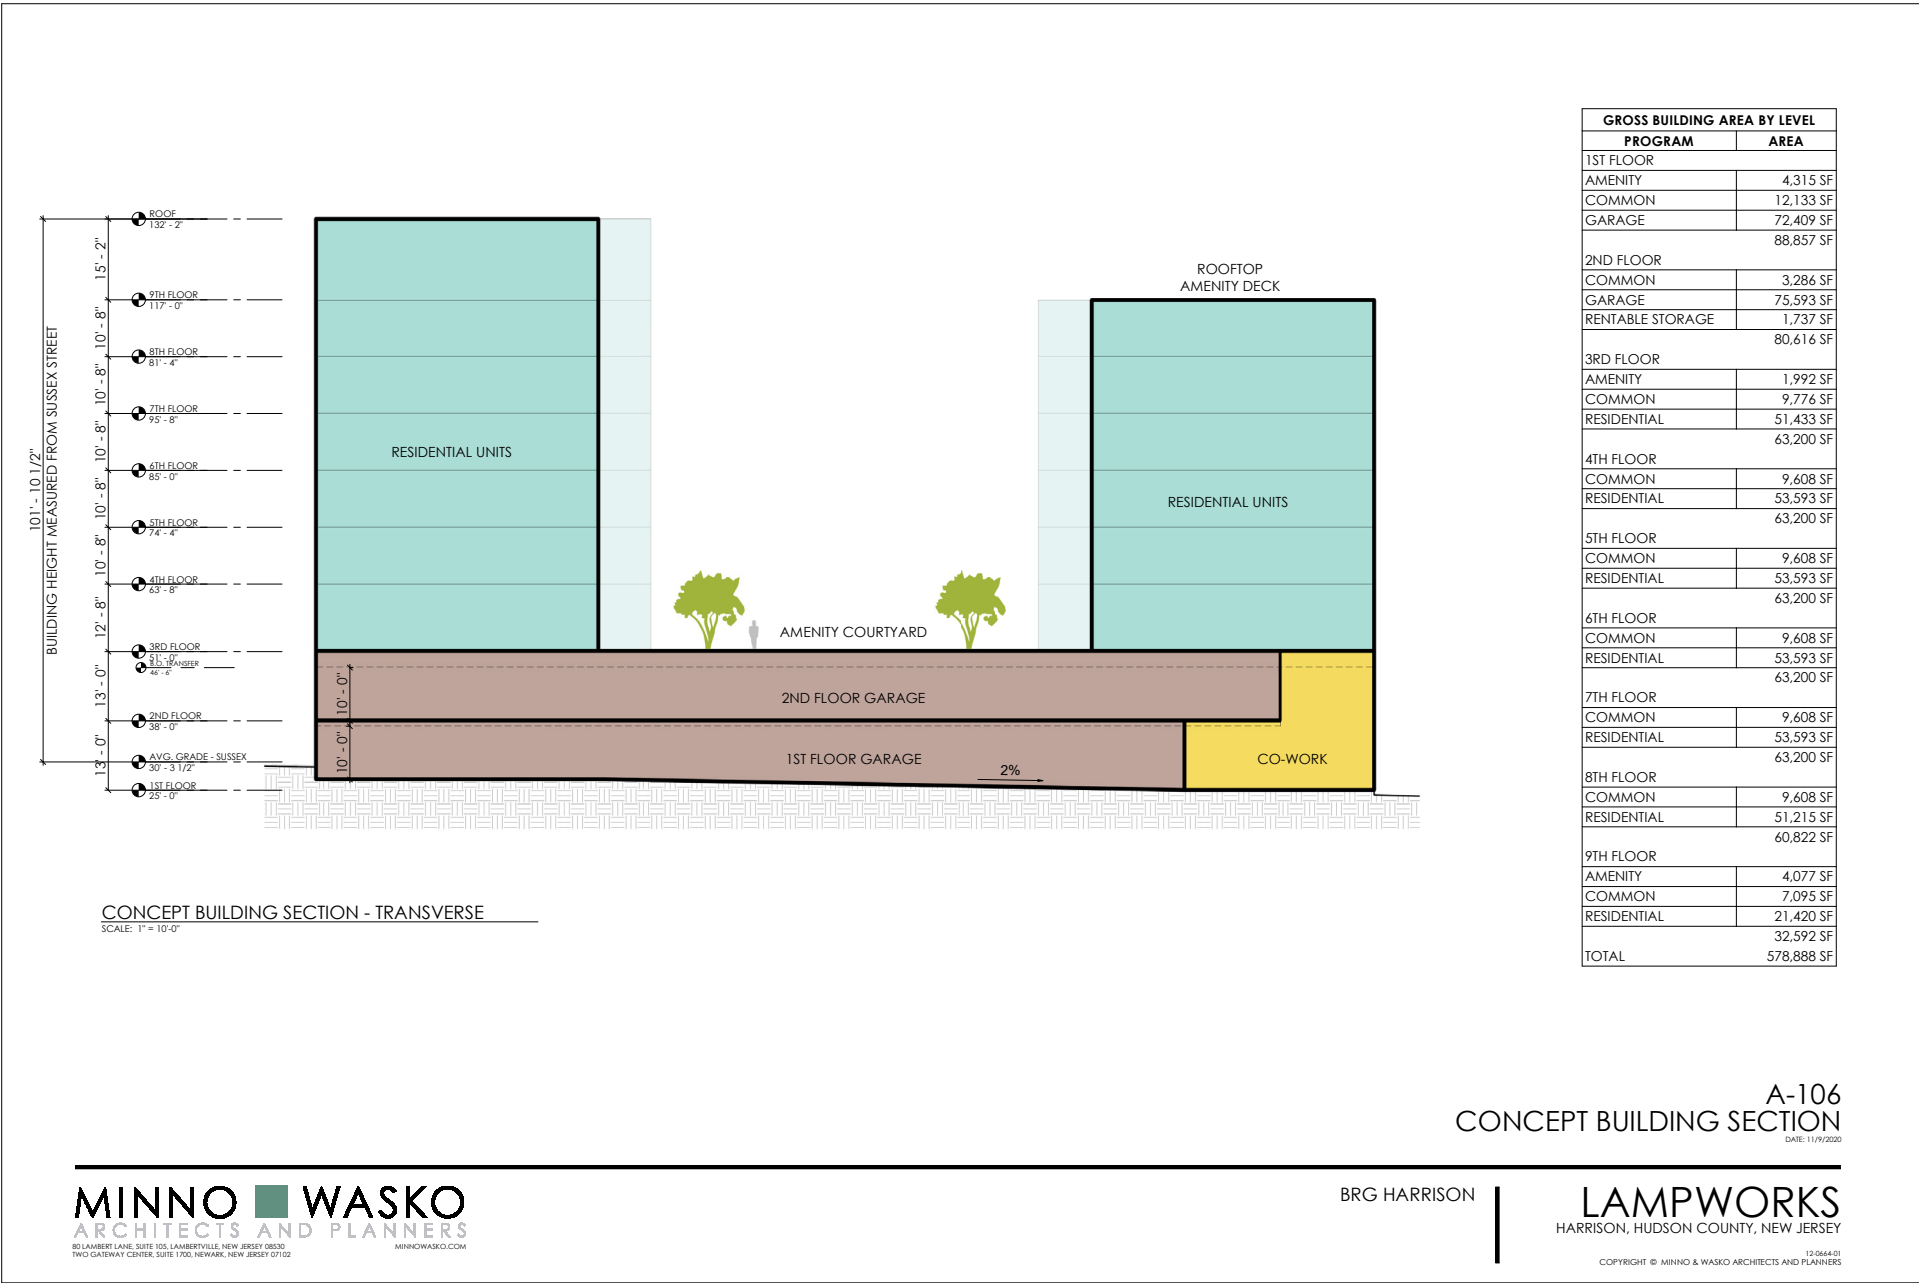 101' - 10 1/2"
BUILDING HEIGHT MEASURED FROM SUSSEX STREET
15' - 2"
10' - 8"
10' - 8"
10' - 8"
10' - 8"
10' - 8"
12' - 8"
13' - 0"
13' - 0"
ROOF
132' - 2"
9TH FLOOR
117' - 0"
8TH FLOOR
81' - 4"
7TH FLOOR
95' - 8"
6TH FLOOR
85' - 0"
5TH FLOOR
74' - 4"
4TH FLOOR
63' - 8"
3RD FLOOR
51' - 0"
B.O. TRANSFER
46' - 6"
2ND FLOOR
38' - 0"
AVG. GRADE - SUSSEX
30' - 3 1/2"
1ST FLOOR
25' - 0"
RESIDENTIAL UNITS
ROOFTOP
AMENITY DECK
RESIDENTIAL UNITS
AMENITY COURTYARD
10' - 0"
2ND FLOOR GARAGE
10' - 0"
1ST FLOOR GARAGE
2%
CO-WORK
CONCEPT BUILDING SECTION - TRANSVERSE
SCALE: 1" = 10'-0"
GROSS BUILDING AREA BY LEVEL
PROGRAM AREA
1ST FLOOR
AMENITY 4,315 SF
COMMON 12,133 SF
GARAGE 72,409 SF
88,857 SF
2ND FLOOR
COMMON 3,286 SF
GARAGE 75,593 SF
RENTABLE STORAGE 1,737 SF
80,616 SF
3RD FLOOR
AMENITY 1,992 SF
COMMON 9,776 SF
RESIDENTIAL 51,433 SF
63,200 SF
4TH FLOOR
COMMON 9,608 SF
RESIDENTIAL 53,593 SF
63,200 SF
5TH FLOOR
COMMON 9,608 SF
RESIDENTIAL 53,593 SF
63,200 SF
6TH FLOOR
COMMON 9,608 SF
RESIDENTIAL 53,593 SF
63,200 SF
7TH FLOOR
COMMON 9,608 SF
RESIDENTIAL 53,593 SF
63,200 SF
8TH FLOOR
COMMON 9,608 SF
RESIDENTIAL 51,215 SF
60,822 SF
9TH FLOOR
AMENITY 4,077 SF
COMMON 7,095 SF
RESIDENTIAL 21,420 SF
32,592 SF
TOTAL 578,888 SF
A-106
CONCEPT BUILDING SECTION
DATE: 11/9/2020
MINNO WASKO
ARCHITECTS AND PLANNERS
80 LAMBERT LANE, SUITE 105, LAMBERTVILLE, NEW JERSEY 08530 MINNOWASKO.COM
TWO GATEWAY CENTER, SUITE 1700, NEWARK, NEW JERSEY 07102
BRG HARRISON
LAMPWORKS
HARRISON, HUDSON COUNTY, NEW JERSEY
12-0664-01
COPYRIGHT © MINNO & WASKO ARCHITECTS AND PLANNERS